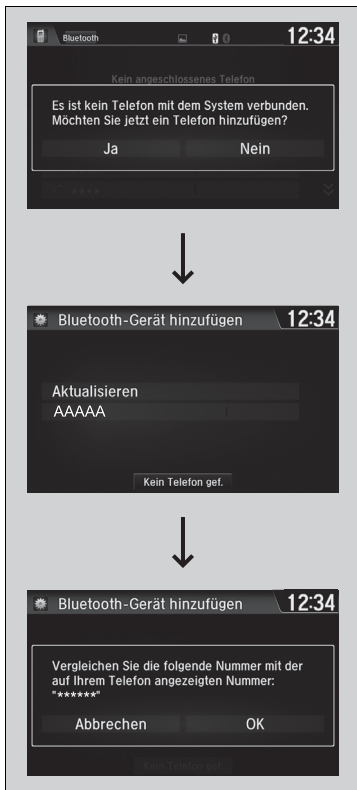 Bluetooth
12:34
Kein angeschlossenes Telefon
Es ist kein Telefon mit dem System verbunden.
Möchten Sie jetzt ein Telefon hinzufügen?
Ja Nein
Bluetooth-Gerät hinzufügen 12:34
Aktualisieren
AAAAA
Kein Telefon gef.
Bluetooth-Gerät hinzufügen 12:34
Vergleichen Sie die folgende Nummer mit der
auf Ihrem Telefon angezeigten Nummer:
"******"
Abbrechen OK
Kein Telefon gef.